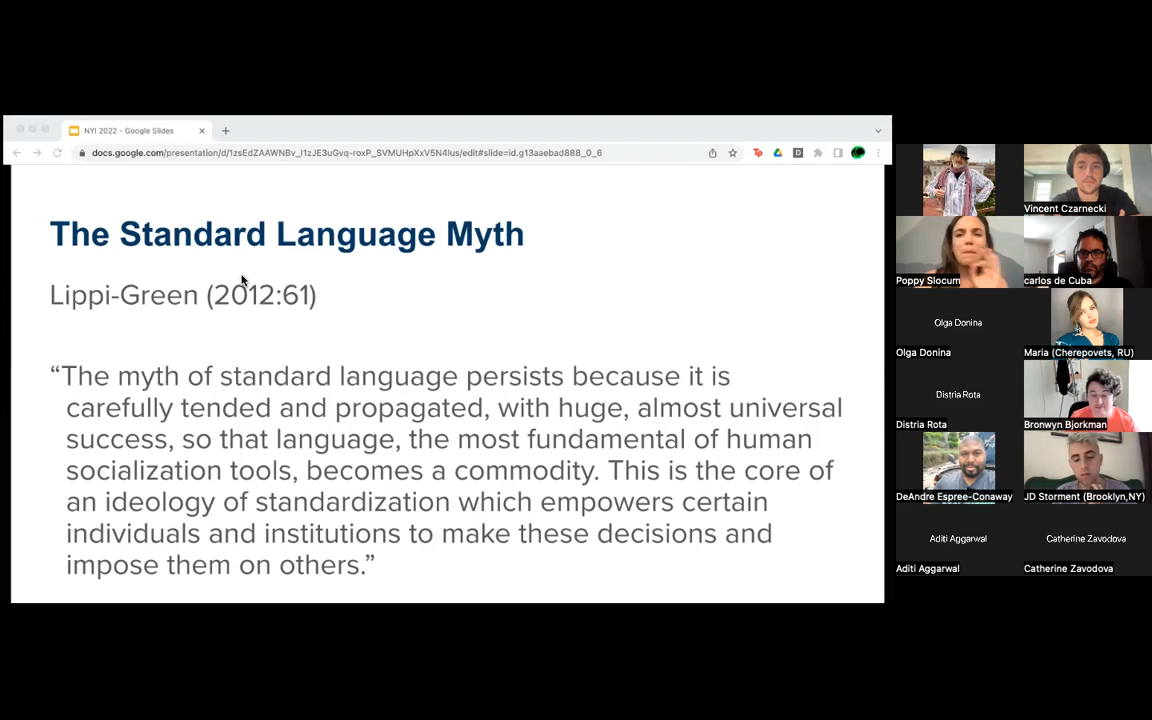 NYI 2022 - Google Slides
docs.google.com/presentation/d/1zsEdZAAWNBv_l1zJE3uGvq-roxP_SVMUHpXxV5N4lus/edit#slide=id.g13aaebad888_0_6
The Standard Language Myth
Lippi-Green (2012:61)
“The myth of standard language persists because it is
carefully tended and propagated, with huge, almost universal
success, so that language, the most fundamental of human
socialization tools, becomes a commodity. This is the core of
an ideology of standardization which empowers certain
individuals and institutions to make these decisions and
impose them on others.”
Vincent Czarnecki
Poppy Slocum
carlos de Cuba
Olga Donina
Olga Donina
Maria (Cherepovets, RU)
Distria Rota
Distria Rota
Bronwyn Bjorkman
DeAndre Espree-Conaway
JD Storment (Brooklyn,NY)
Aditi Aggarwal
Catherine Zavodova
Aditi Aggarwal
Catherine Zavodova